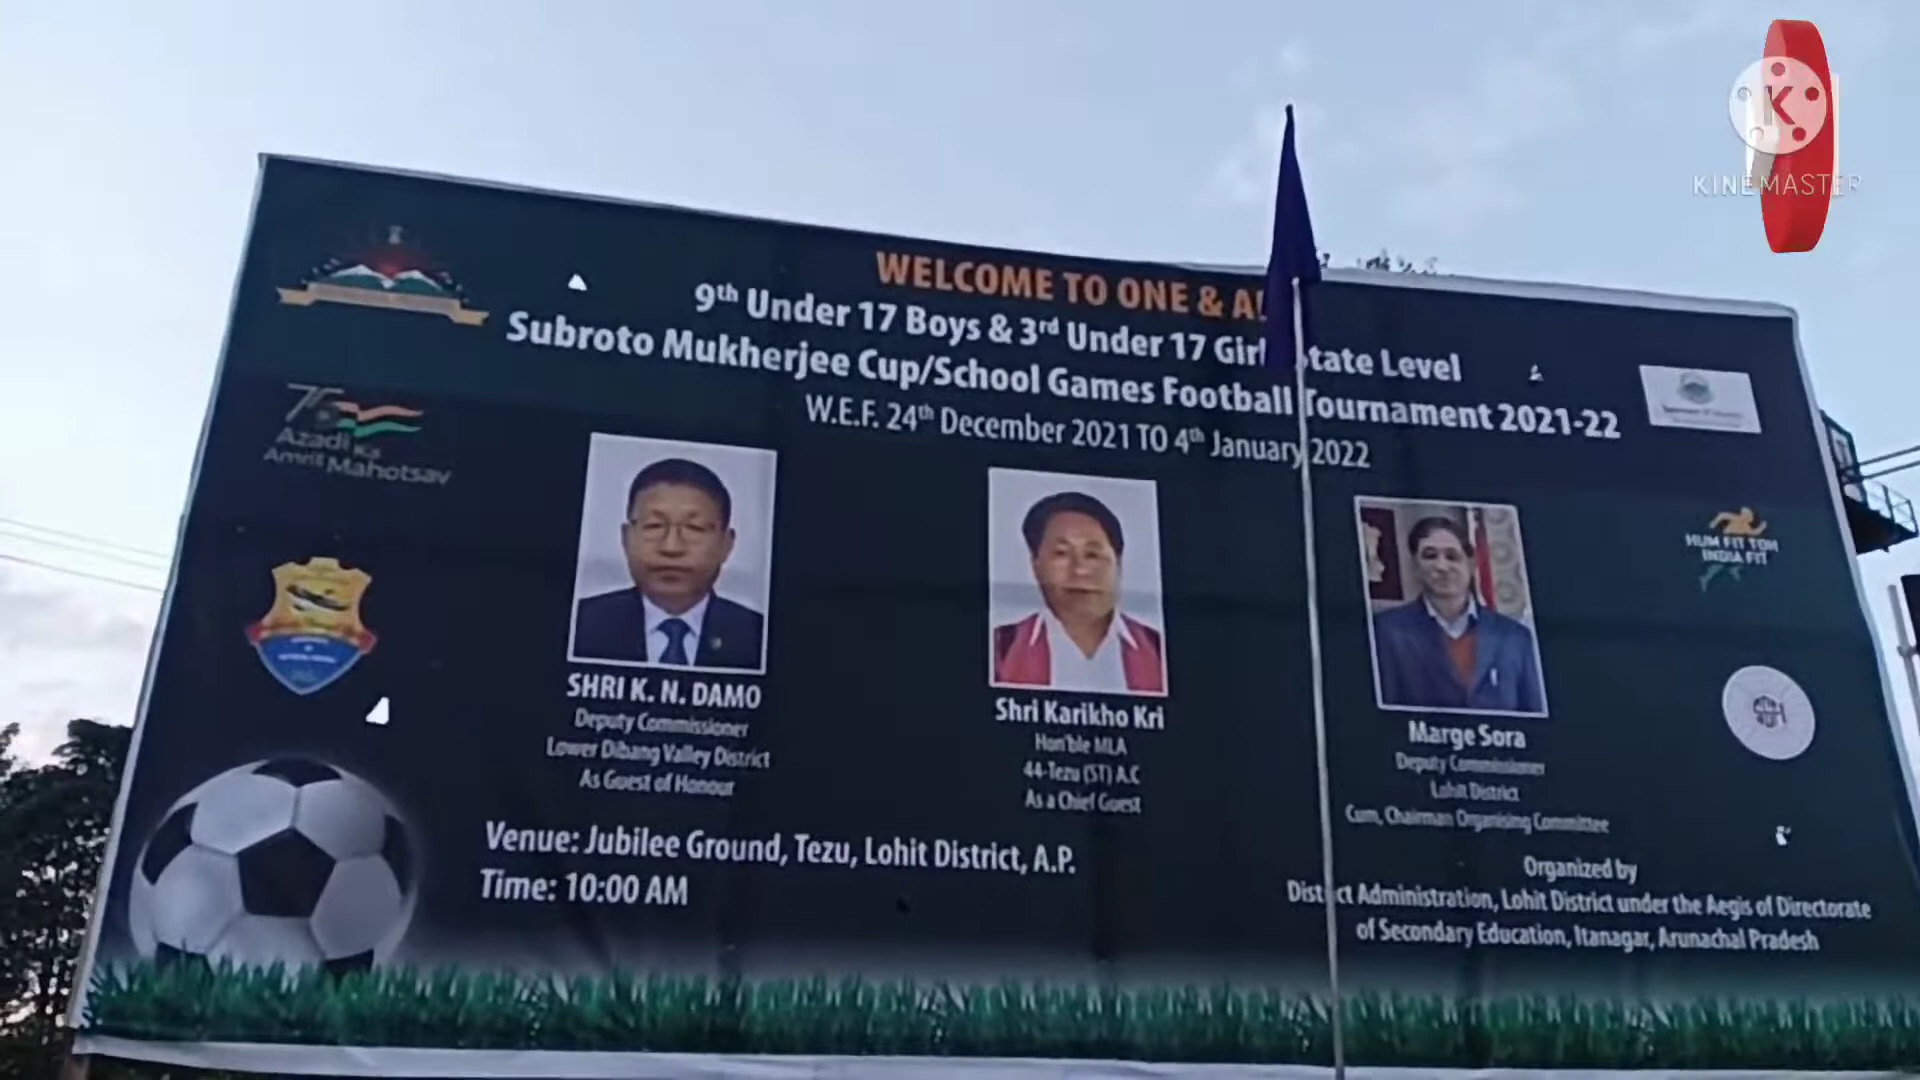 KINEMASTER
WELCOME TO ONE & AL
9th Under 17 Boys & 3rd Under 17 Girl State Level
Subroto Mukherjee Cup/School Games Football Tournament 2021-22
W.E.F. 24th December 2021 TO 4th January 2022
75
Azadi Ka
Amrit Mahotsav
HUM FIT TOH
INDIA FIT
SHRI K. N. DAMO
Deputy Commissioner
Lower Dibang Valley District
As Guest of Honour
Shri Karikho Kri
Hon'ble MLA
44-Tezu (ST) A.C
As a Chief Guest
Marge Sora
Deputy Commissioner
Lohit District
Cum, Chairman Organising Committee
Venue: Jubilee Ground, Tezu, Lohit District, A.P.
Time: 10:00 AM
Organized by
District Administration, Lohit District under the Aegis of Directorate
of Secondary Education, Itanagar, Arunachal Pradesh